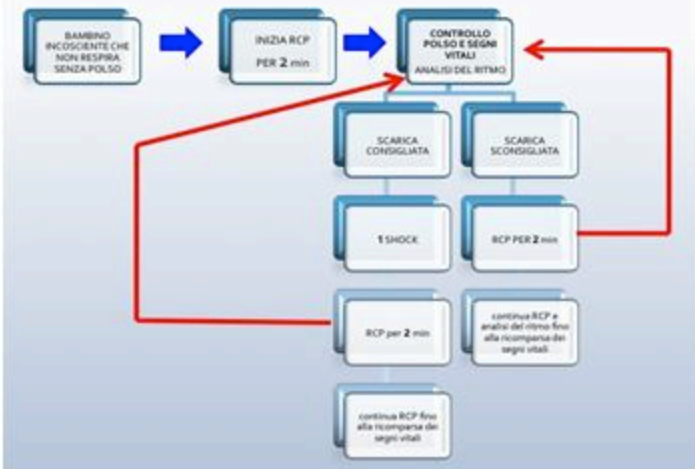 BAMBINO
INCOSCIENTE CHE
NON RESPIRA
SENZA POLSO
INIZIA RCP
PER 2 min
CONTROLLO
POLSO E SEGNI
VITALI
ANALISI DEL RITMO
SCARICA
CONSIGLIATA
SCARICA
SCONSIGLIATA
1 SHOCK
RCP PER 2 min
RCP per 2 min
continua RCP e
analisi del ritmo fino
alla ricomparsa dei
segni vitali.
continua RCP fino
alla ricomparsa dei
segni vitali